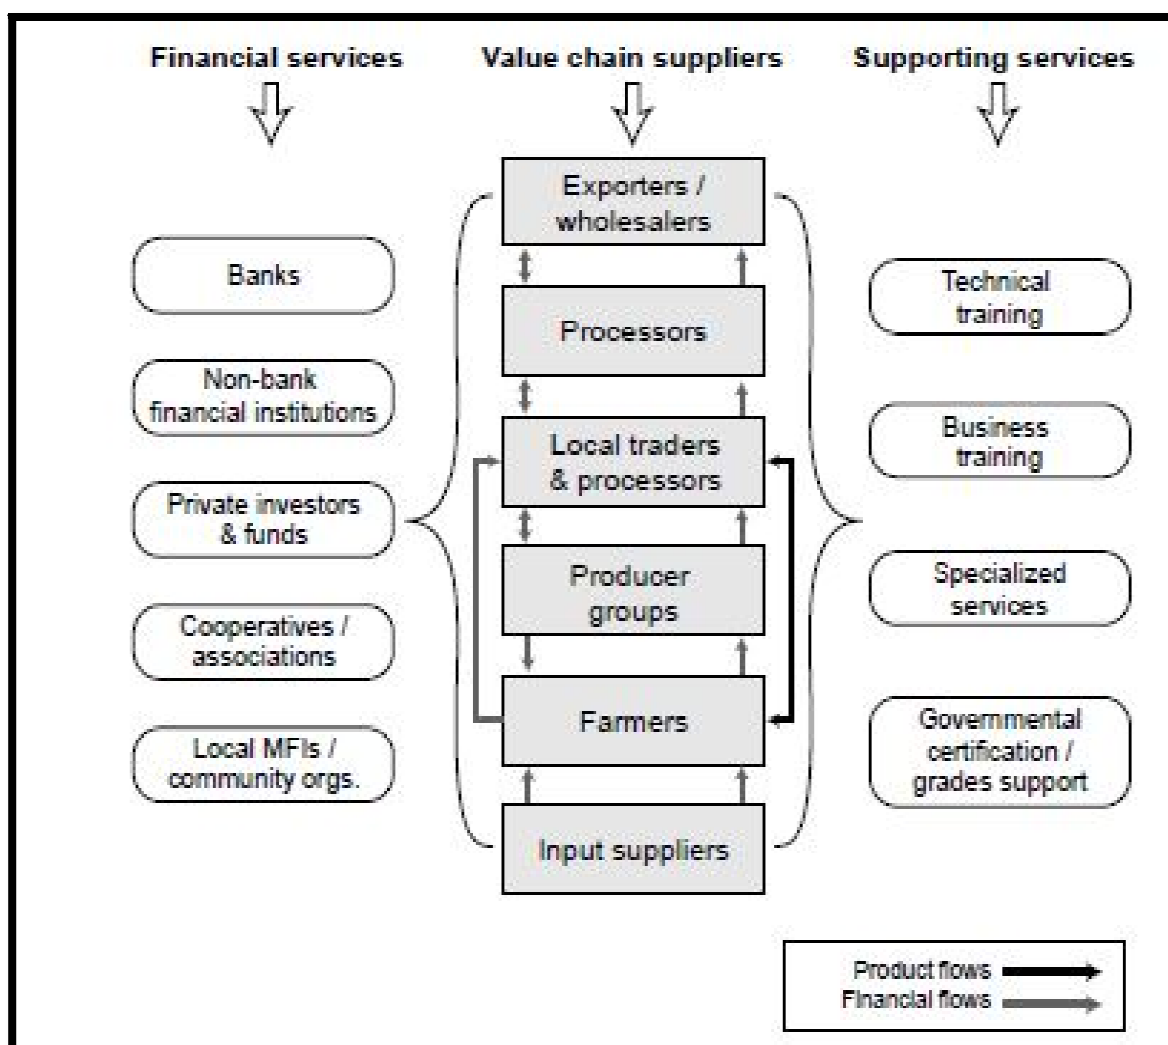 Financial services
Value chain suppliers
Supporting services
Banks
Non-bank
financial institutions
Private investors
& funds
Cooperatives /
associations
Local MFIs /
community orgs.
Exporters /
wholesalers
Processors
Local traders
& processors
Producer
groups
Farmers
Input suppliers
Technical
training
Business
training
Specialized
services
Governmental
certification /
grades support
Product flows
Financial flows